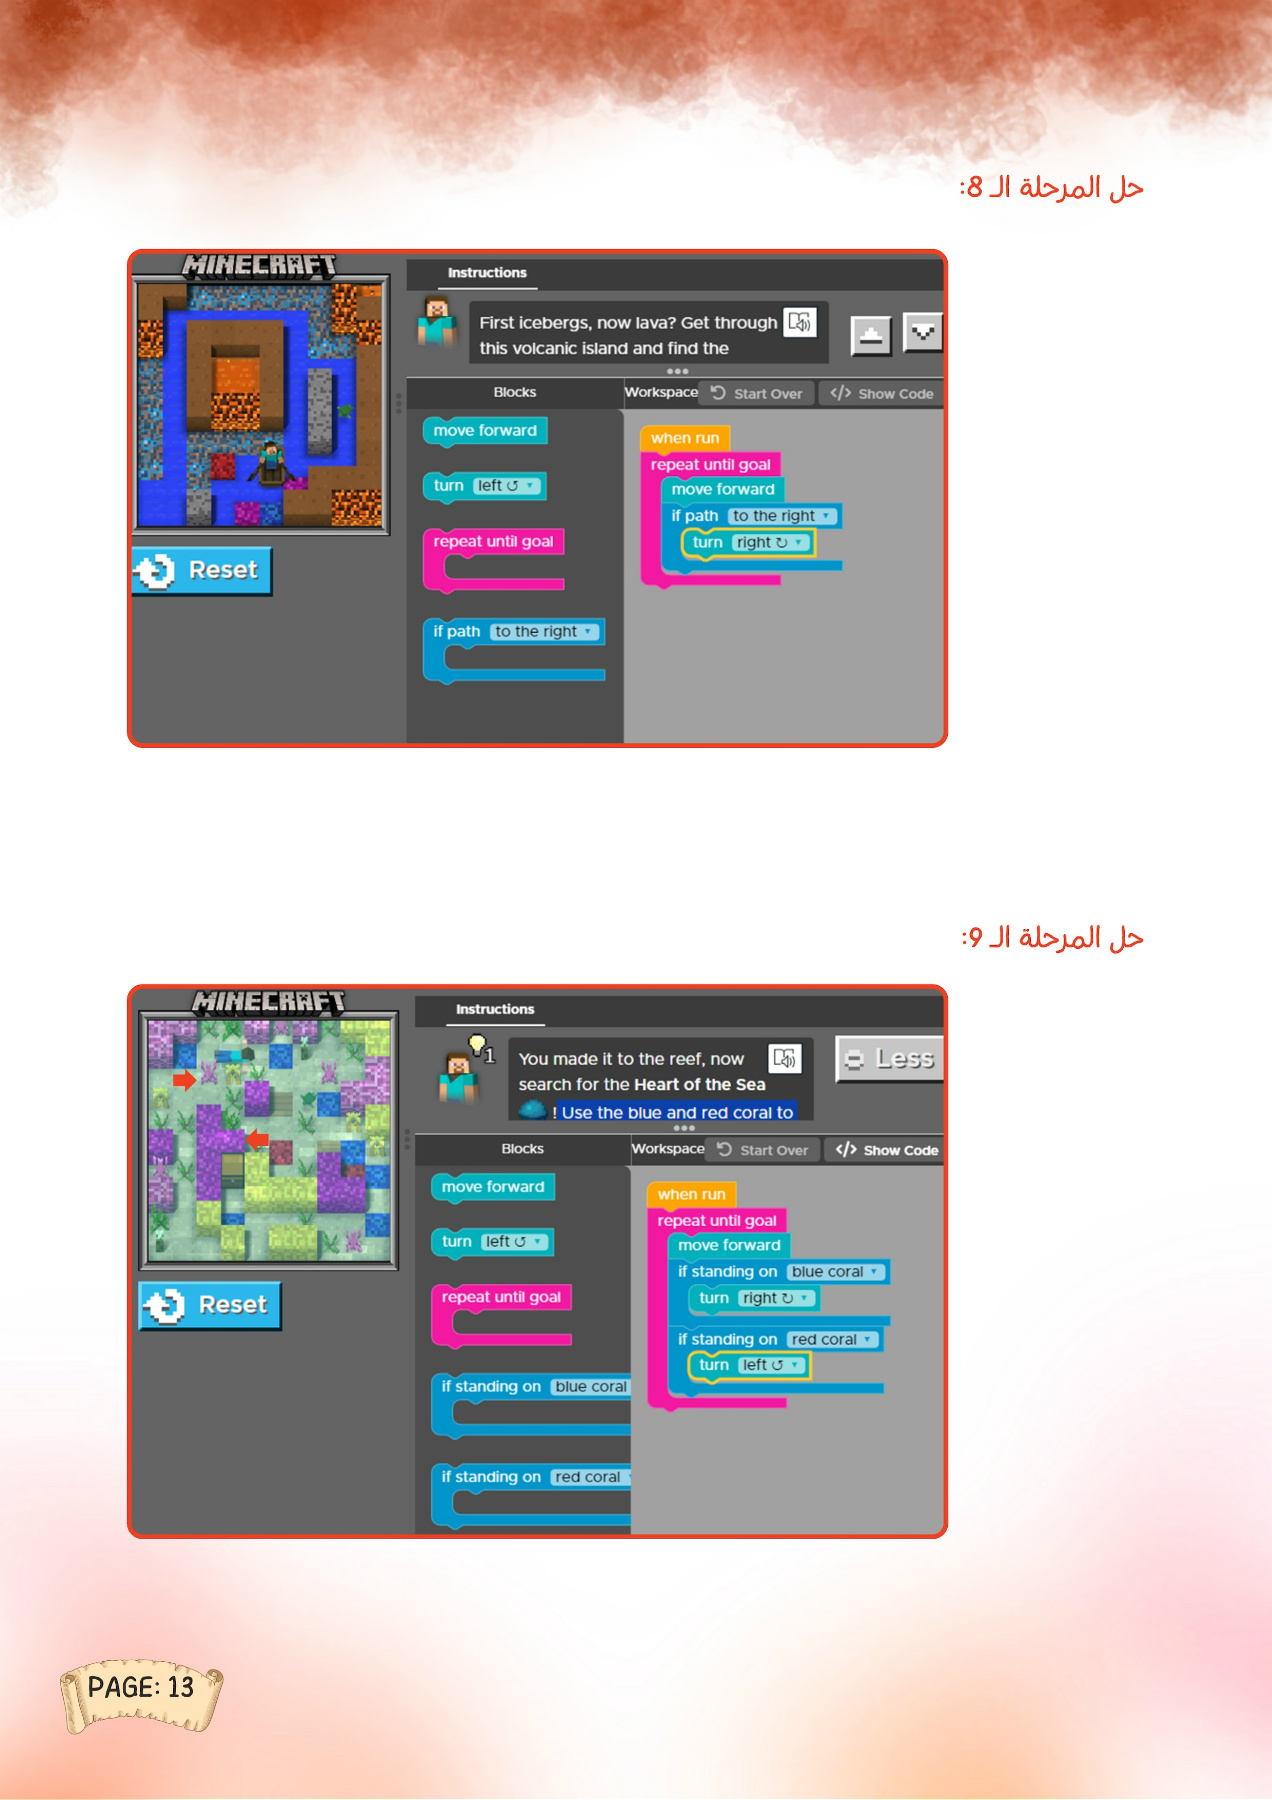 حل المرحلة الـ 8:
MINECRAFT
Instructions
First icebergs, now lava? Get through
this volcanic island and find the
Blocks
Workspace
Start Over
</> Show Code
move forward
turn left ↺
repeat until goal
if path to the right
when run
repeat until goal
move forward
if path to the right
turn right ↻
Reset
حل المرحلة الـ 9:
MINECRAFT
Instructions
1
You made it to the reef, now
search for the Heart of the Sea
! Use the blue and red coral to
Less
Blocks
Workspace
Start Over
</> Show Code
move forward
turn left ↺
repeat until goal
if standing on blue coral
if standing on red coral
when run
repeat until goal
move forward
if standing on blue coral
turn right ↻
if standing on red coral
turn left ↺
Reset
PAGE: 13